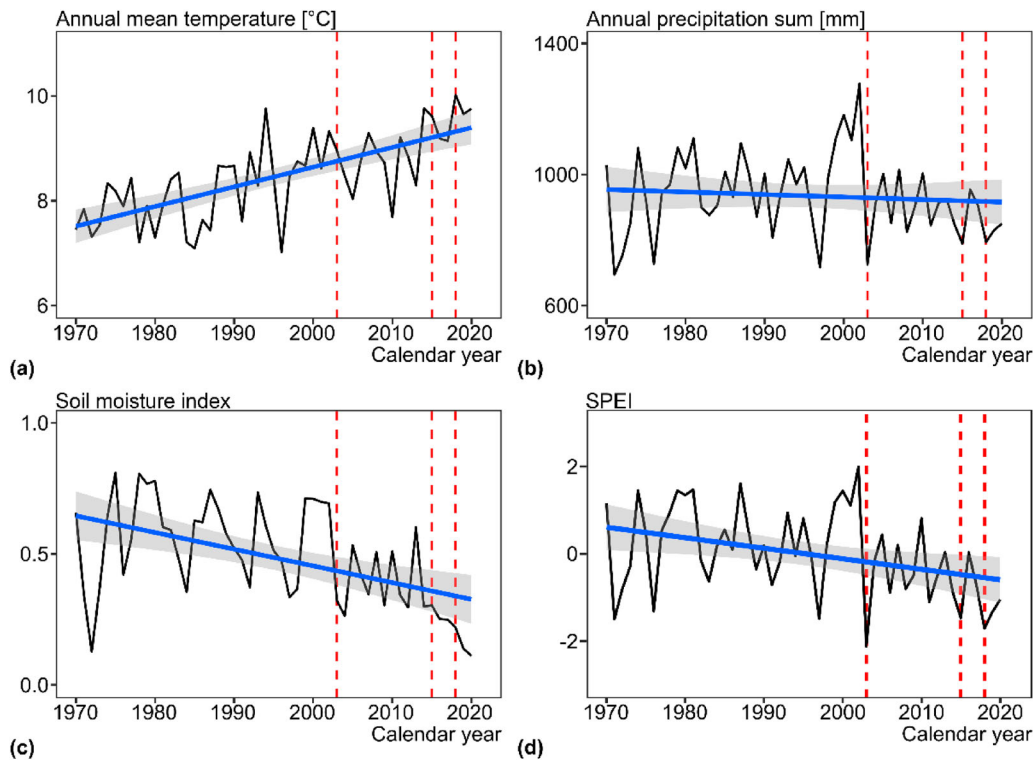 Annual mean temperature [°C]
10
8
6
1970 1980 1990 2000 2010 2020
Calendar year
(a)
Annual precipitation sum [mm]
1400
1000
600
1970 1980 1990 2000 2010 2020
Calendar year
(b)
Soil moisture index
1.0
0.5
0.0
1970 1980 1990 2000 2010 2020
Calendar year
(c)
SPEI
2
0
-2
1970 1980 1990 2000 2010 2020
Calendar year
(d)